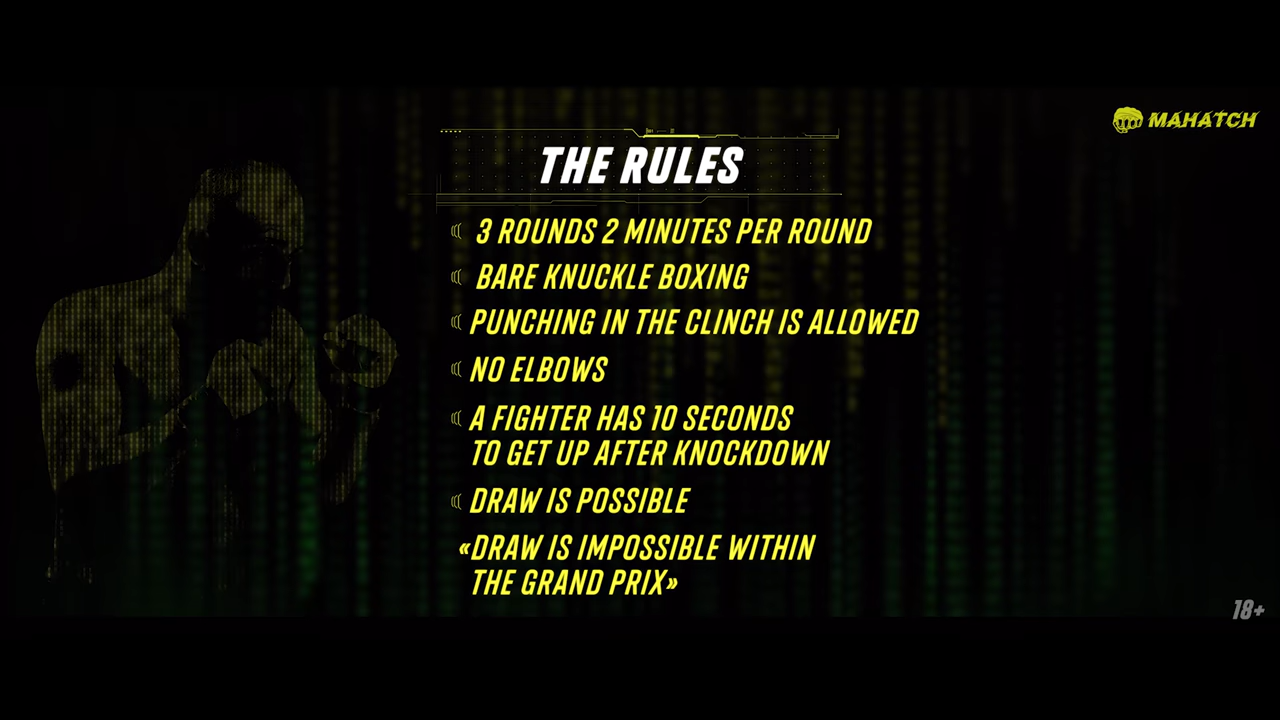 MAHATCH
THE RULES
3 ROUNDS 2 MINUTES PER ROUND
BARE KNUCKLE BOXING
PUNCHING IN THE CLINCH IS ALLOWED
NO ELBOWS
A FIGHTER HAS 10 SECONDS
TO GET UP AFTER KNOCKDOWN
DRAW IS POSSIBLE
«DRAW IS IMPOSSIBLE WITHIN
THE GRAND PRIX»
18+